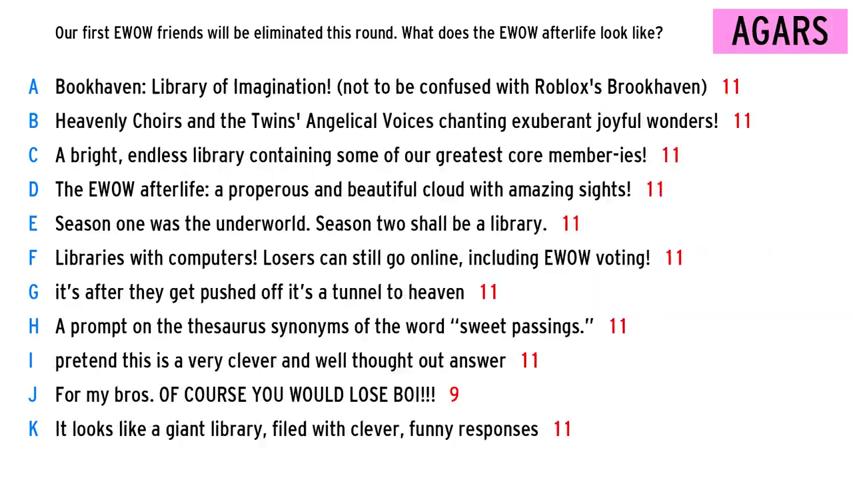 Our first EWOW friends will be eliminated this round. What does the EWOW afterlife look like?
AGARS
A Bookhaven: Library of Imagination! (not to be confused with Roblox's Brookhaven) 11
B Heavenly Choirs and the Twins' Angelical Voices chanting exuberant joyful wonders! 11
C A bright, endless library containing some of our greatest core member-ies! 11
D The EWOW afterlife: a properous and beautiful cloud with amazing sights! 11
E Season one was the underworld. Season two shall be a library. 11
F Libraries with computers! Losers can still go online, including EWOW voting! 11
G it's after they get pushed off it's a tunnel to heaven 11
H A prompt on the thesaurus synonyms of the word “sweet passings.” 11
I pretend this is a very clever and well thought out answer 11
J For my bros. OF COURSE YOU WOULD LOSE BOI!!! 9
K It looks like a giant library, filed with clever, funny responses 11